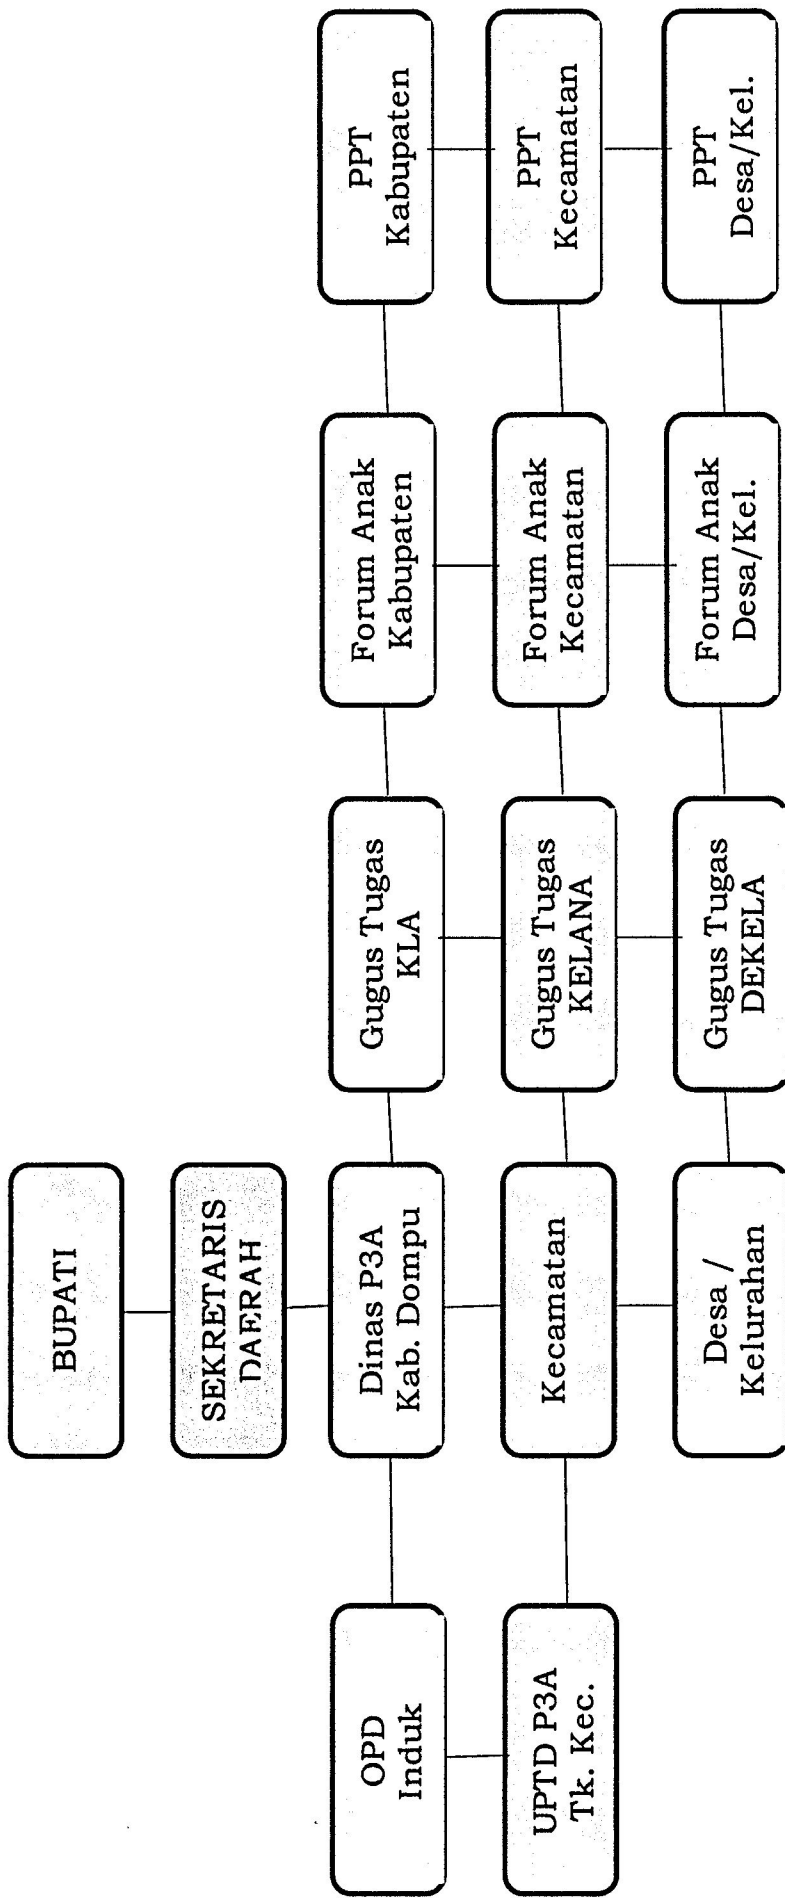 BUPATI
SEKRETARIS
DAERAH
OPD
Induk
Dinas P3A
Kab. Dompu
Gugus Tugas
KLA
Forum Anak
Kabupaten
PPT
Kabupaten
UPTD P3A
Tk. Kec.
Kecamatan
Gugus Tugas
KELANA
Forum Anak
Kecamatan
PPT
Kecamatan
Desa /
Kelurahan
Gugus Tugas
DEKELA
Forum Anak
Desa/Kel.
PPT
Desa/Kel.